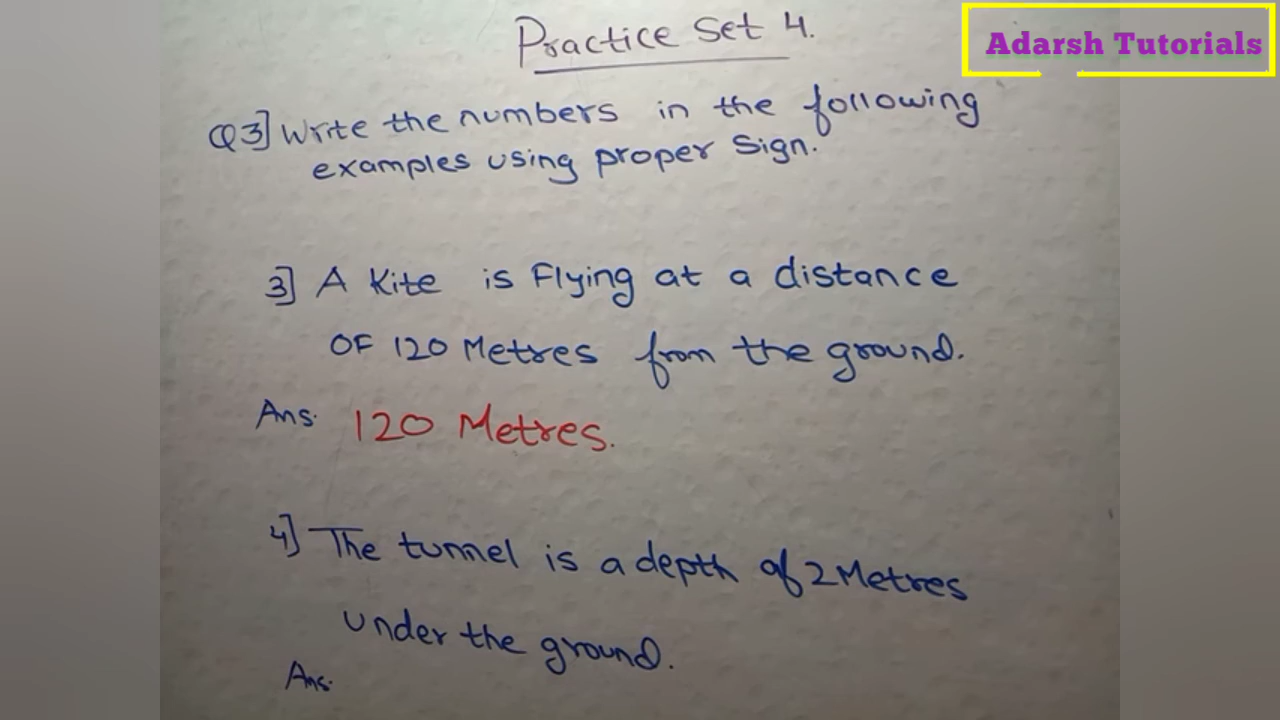 Practice Set 4.
Adarsh Tutorials
Q3] Write the numbers in the following
examples using proper Sign.
3] A Kite is Flying at a distance
OF 120 Metres from the ground.
Ans. 120 Metres.
4] The tunnel is a depth of 2 Metres
under the ground.
Ans.